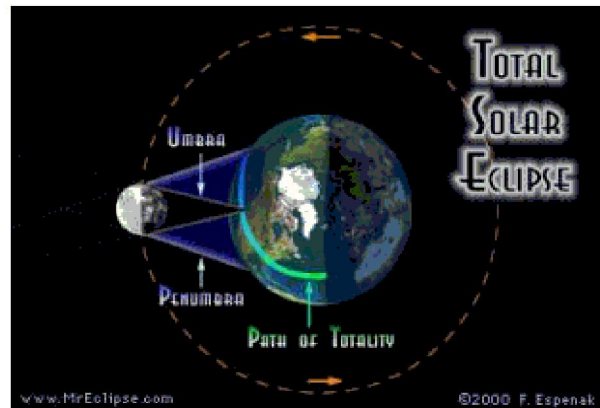 Total
Solar
Eclipse
Umbra
Penumbra
Path of Totality
www.MrEclipse.com
©2000 F. Espenak